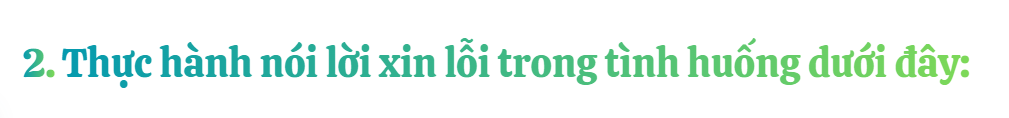 2. Thực hành nói lời xin lỗi trong tình huống dưới đây: